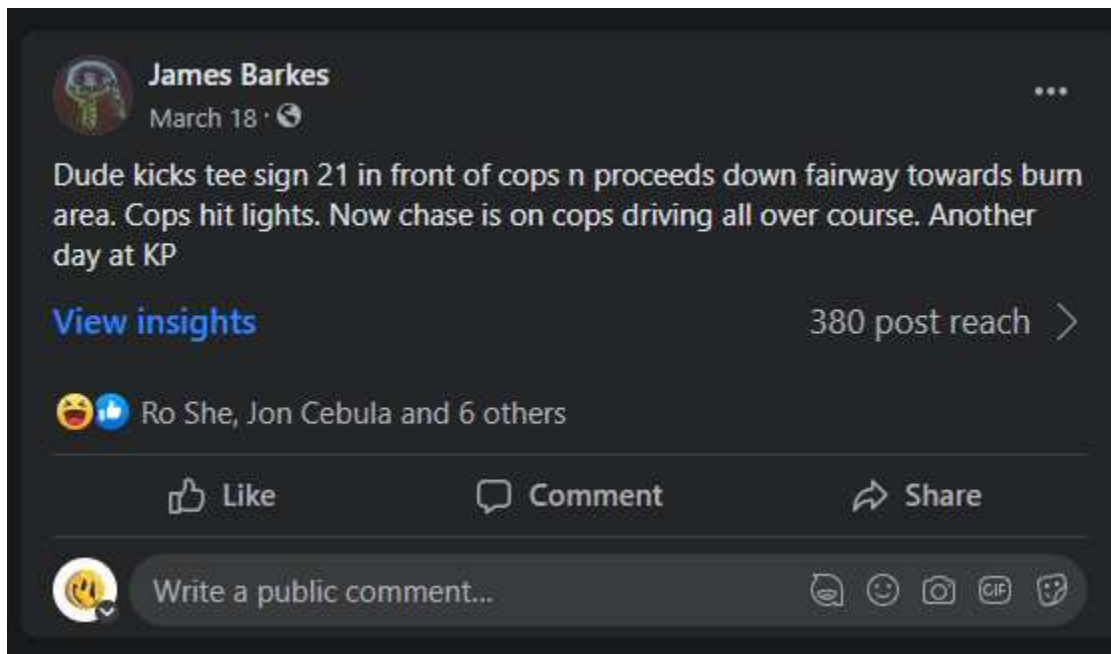 James Barkes
March 18 ·
Dude kicks tee sign 21 in front of cops n proceeds down fairway towards burn
area. Cops hit lights. Now chase is on cops driving all over course. Another
day at KP
View insights 380 post reach
Ro She, Jon Cebula and 6 others
Like Comment Share
Write a public comment... GIF